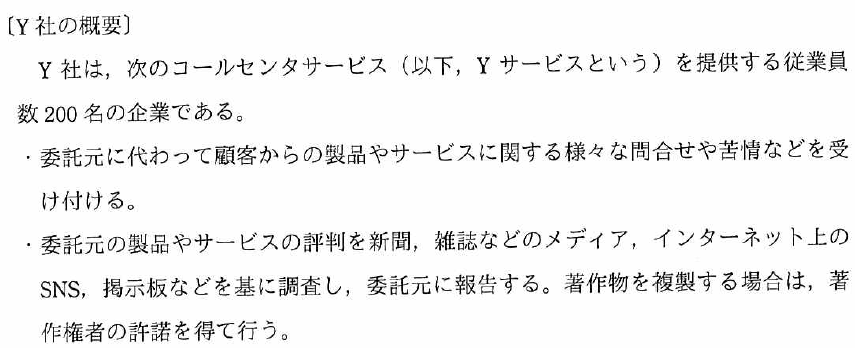 〔Y 社の概要〕
Y 社は，次のコールセンタサービス（以下，Y サービスという）を提供する従業員
数 200 名の企業である。
・委託元に代わって顧客からの製品やサービスに関する様々な問合せや苦情などを受
け付ける。
・委託元の製品やサービスの評判を新聞，雑誌などのメディア，インターネット上の
SNS，掲示板などを基に調査し，委託元に報告する。著作物を複製する場合は，著
作権者の許諾を得て行う。